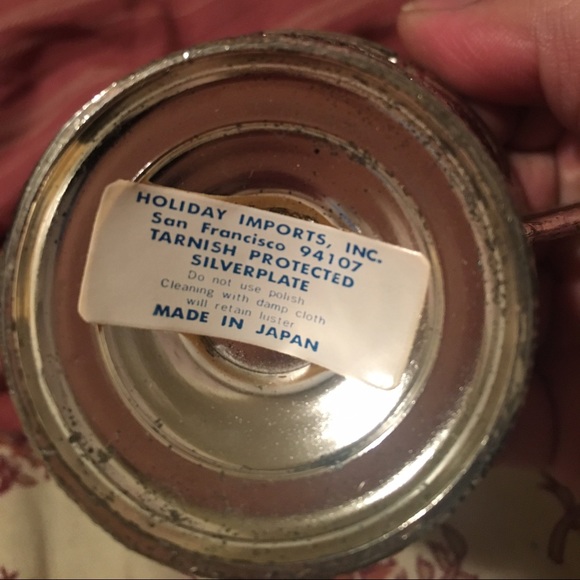 HOLIDAY IMPORTS, INC.
San Francisco 94107
TARNISH PROTECTED
SILVERPLATE
Do not use polish
Cleaning with damp cloth
will retain luster
MADE IN JAPAN